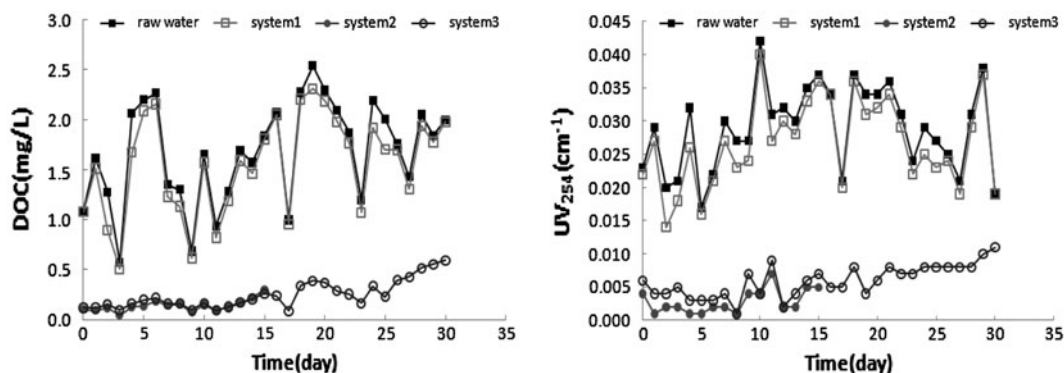 raw water system1 system2 system3
DOC(mg/L)
3.0
2.5
2.0
1.5
1.0
0.5
0.0
0 5 10 15 20 25 30 35
Time(day)
raw water system1 system2 system3
UV254 (cm-1)
0.045
0.040
0.035
0.030
0.025
0.020
0.015
0.010
0.005
0.000
0 5 10 15 20 25 30 35
Time(day)